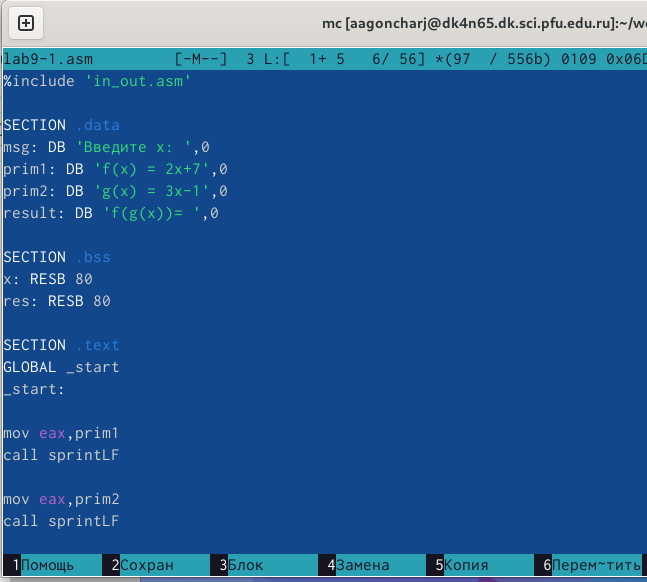 mc [aagoncharj@dk4n65.dk.sci.pfu.edu.ru]:~/w
lab9-1.asm [-M--] 3 L:[ 1+ 5 6/ 56] *(97 / 556b) 0109 0x06D
%include 'in_out.asm'
SECTION .data
msg: DB 'Введите x: ',0
prim1: DB 'f(x) = 2x+7',0
prim2: DB 'g(x) = 3x-1',0
result: DB 'f(g(x))= ',0
SECTION .bss
x: RESB 80
res: RESB 80
SECTION .text
GLOBAL _start
_start:
mov eax,prim1
call sprintLF
mov eax,prim2
call sprintLF
1Помощь 2Сохран 3Блок 4Замена 5Копия 6Перем~тить